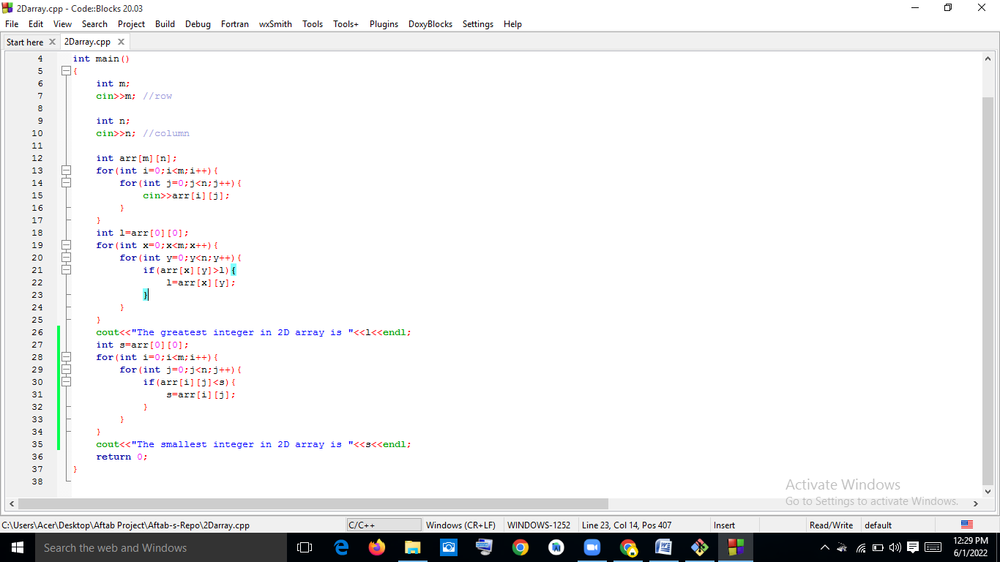 2Darray.cpp - Code::Blocks 20.03
File Edit View Search Project Build Debug Fortran wxSmith Tools Tools+ Plugins DoxyBlocks Settings Help
Start here 2Darray.cpp
4 int main()
5 {
6 int m;
7 cin>>m; //row
8
9 int n;
10 cin>>n; //column
11
12 int arr[m][n];
13 for(int i=0;i<m;i++){
14 for(int j=0;j<n;j++){
15 cin>>arr[i][j];
16 }
17 }
18 int l=arr[0][0];
19 for(int x=0;x<m;x++){
20 for(int y=0;y<n;y++){
21 if(arr[x][y]>l){
22 l=arr[x][y];
23 }
24 }
25 }
26 cout<<"The greatest integer in 2D array is "<<l<<endl;
27 int s=arr[0][0];
28 for(int i=0;i<m;i++){
29 for(int j=0;j<n;j++){
30 if(arr[i][j]<s){
31 s=arr[i][j];
32 }
33 }
34 }
35 cout<<"The smallest integer in 2D array is "<<s<<endl;
36 return 0;
37 }
38
Activate Windows
Go to Settings to activate Windows.
C:\Users\Acer\Desktop\Aftab Project\Aftab-s-Repo\2Darray.cpp C/C++ Windows (CR+LF) WINDOWS-1252 Line 23, Col 14, Pos 407 Insert Read/Write default
Search the web and Windows
12:29 PM
6/1/2022